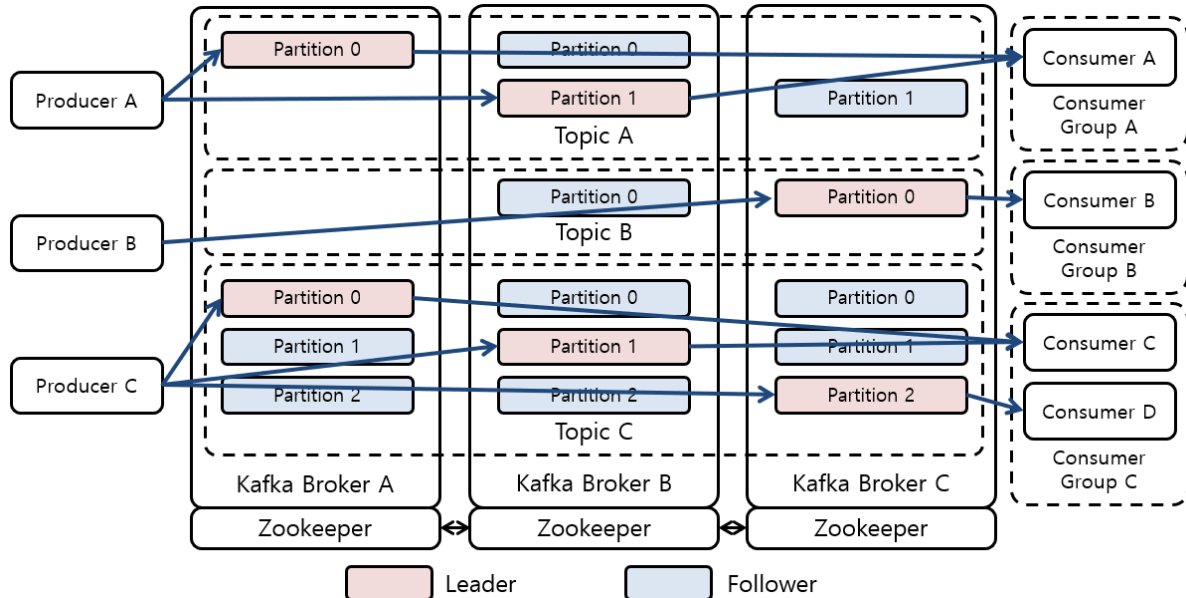 Partition 0
Partition 0
Consumer A
Producer A
Partition 1
Partition 1
Consumer
Group A
Topic A
Partition 0
Partition 0
Consumer B
Producer B
Topic B
Consumer
Group B
Partition 0
Partition 0
Partition 0
Partition 1
Partition 1
Partition 1
Consumer C
Producer C
Partition 2
Partition 2
Partition 2
Consumer D
Topic C
Consumer
Group C
Kafka Broker A
Kafka Broker B
Kafka Broker C
Zookeeper
Zookeeper
Zookeeper
Leader
Follower